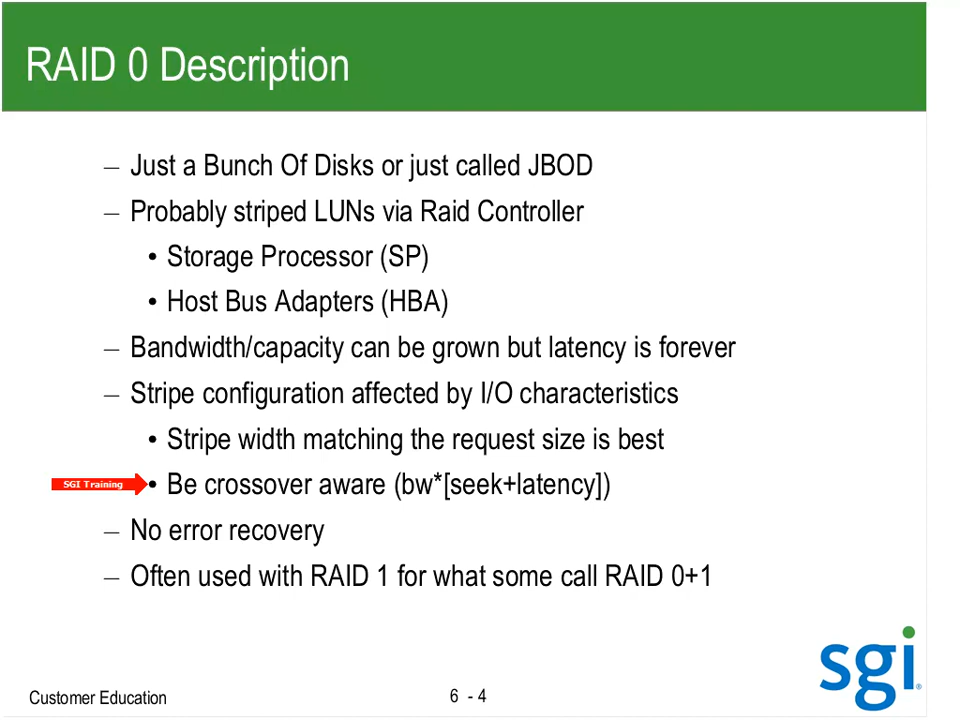 RAID 0 Description
– Just a Bunch Of Disks or just called JBOD
– Probably striped LUNs via Raid Controller
• Storage Processor (SP)
• Host Bus Adapters (HBA)
– Bandwidth/capacity can be grown but latency is forever
– Stripe configuration affected by I/O characteristics
• Stripe width matching the request size is best
SGI Training
• Be crossover aware (bw*[seek+latency])
– No error recovery
– Often used with RAID 1 for what some call RAID 0+1
sgi®
Customer Education
6 - 4